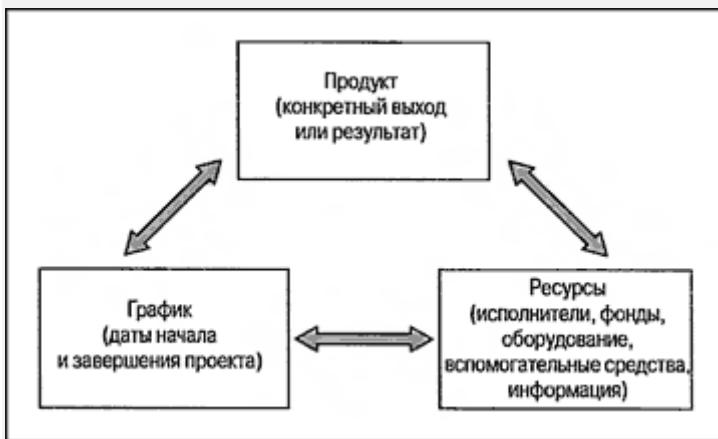 Продукт
(конкретный выход
или результат)
График
(даты начала
и завершения проекта)
Ресурсы
(исполнители, фонды,
оборудование,
вспомогательные средства,
информация)